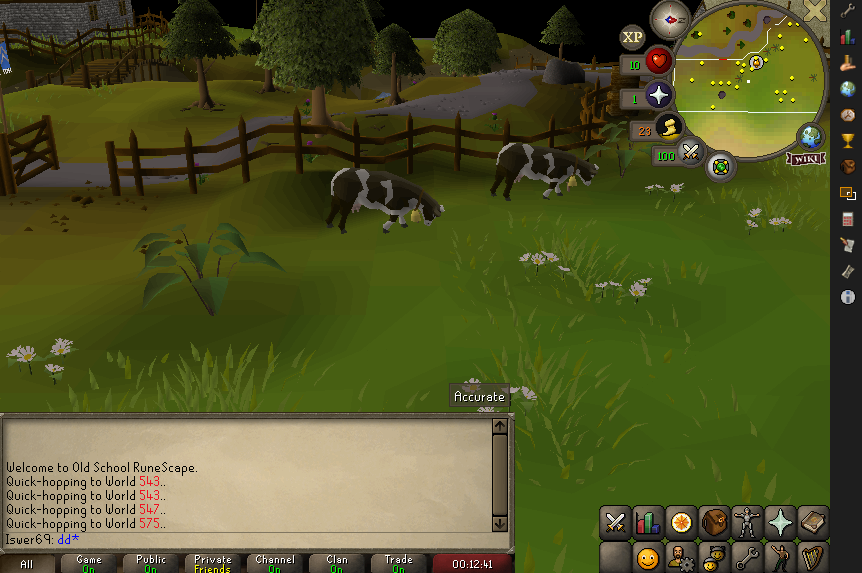 XP
10
1
23
100
WIKI
Accurate
Welcome to Old School RuneScape.
Quick-hopping to World 543..
Quick-hopping to World 543..
Quick-hopping to World 547..
Quick-hopping to World 575..
Iswer69: dd*
All
Game
On
Public
On
Private
Friends
Channel
On
Clan
On
Trade
On
00:12:41